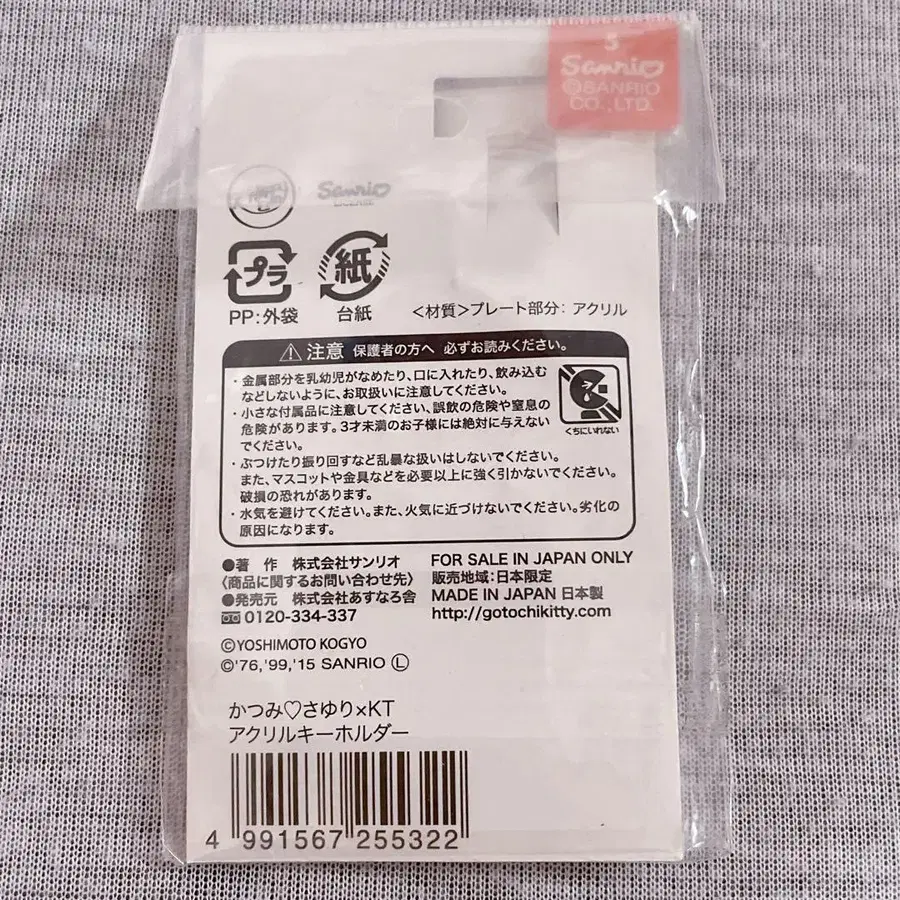 S
Sanrio
©SANRIO
CO., LTD.
Sanrio
LICENSE
プラ
紙
PP:外袋
台紙
<材質>プレート部分: アクリル
注意 保護者の方へ 必ずお読みください。
・金属部分を乳幼児がなめたり、口に入れたり、飲み込む
などしないように、お取扱いに注意してください。
・小さな付属品に注意してください、誤飲の危険や窒息の
危険があります。3才未満のお子様には絶対に与えない
でください。
くちにいれない
・ぶつけたり振り回すなど乱暴な扱いはしないでください。
また、マスコットや金具などを必要以上に強く引かないでください。
破損の恐れがあります。
・水気を避けてください。また、火気に近づけないでください。劣化の
原因になります。
●著 作 株式会社サンリオ
〈商品に関するお問い合わせ先〉
●発売元 株式会社あすなろ舎
0120-334-337
FOR SALE IN JAPAN ONLY
販売地域:日本限定
MADE IN JAPAN 日本製
http://gotochikitty.com
©YOSHIMOTO KOGYO
©'76,'99,'15 SANRIO Ⓛ
かつみ♡さゆり×KT
アクリルキーホルダー
4 991567 255322